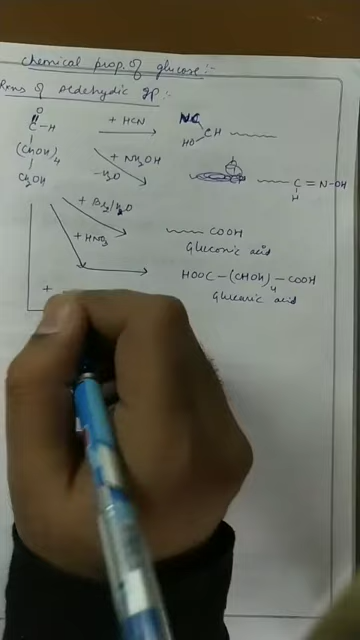 chemical prop. of glucose :-
Rxns of aldehydic gp :-
O
C - H
(CHOH)4
CH2OH
+ HCN
NC
CH
HO
+ NH2OH
-H2O
C = N-OH
H
+ Br2/H2O
COOH
Gluconic acid
+ HNO3
HOOC - (CHOH)4 - COOH
Glucaric acid
+